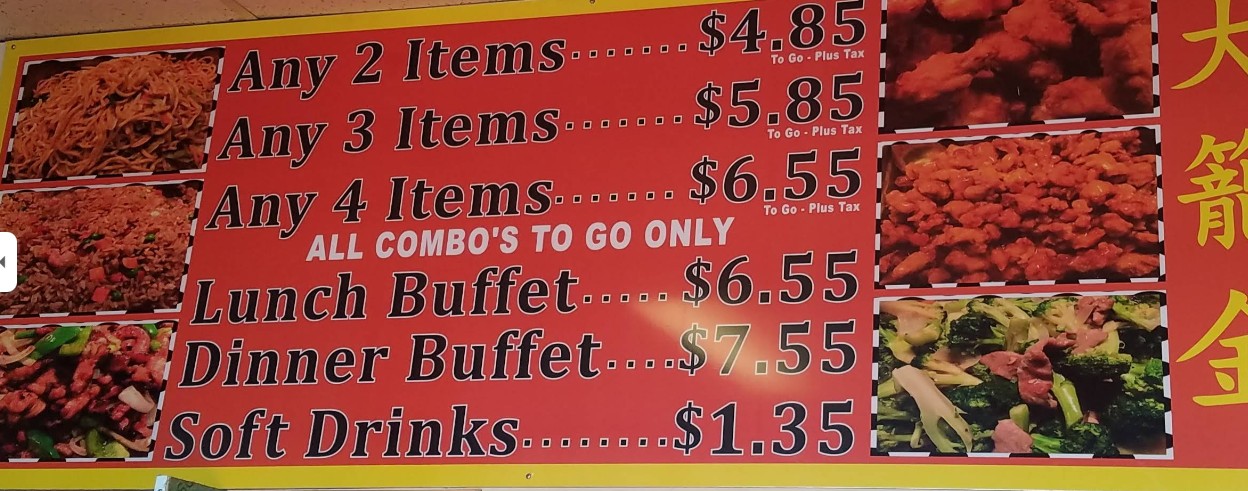 Any 2 Items.......$4.85
To Go - Plus Tax
Any 3 Items.......$5.85
To Go - Plus Tax
Any 4 Items.......$6.55
To Go - Plus Tax
ALL COMBO'S TO GO ONLY
Lunch Buffet.....$6.55
Dinner Buffet....$7.55
Soft Drinks........$1.35
大
籠
金